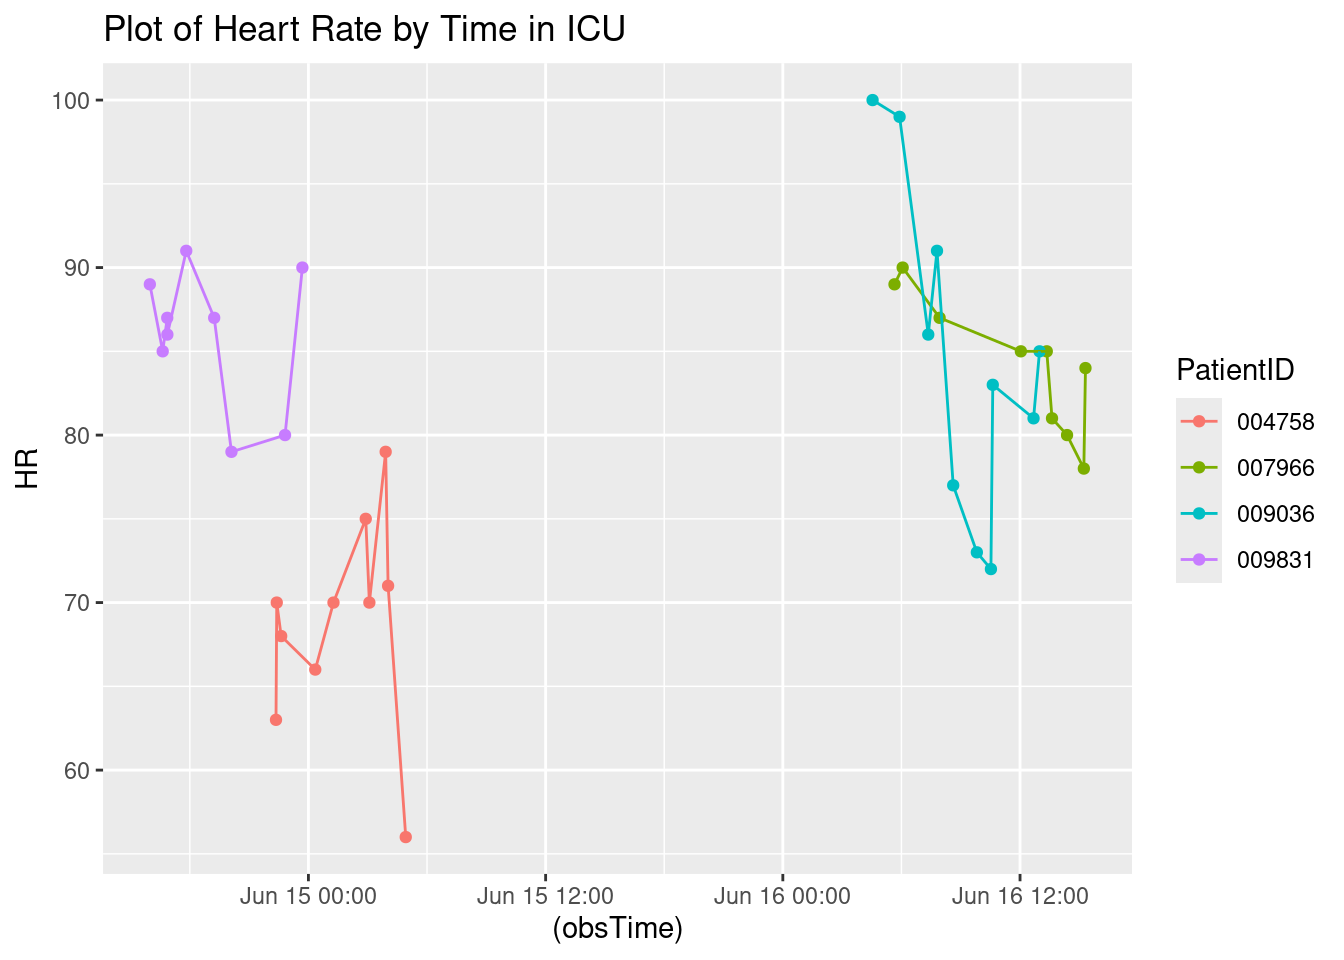 Plot of Heart Rate by Time in ICU
100
90
80
70
60
HR
Jun 15 00:00
Jun 15 12:00
Jun 16 00:00
Jun 16 12:00
(obsTime)
PatientID
004758
007966
009036
009831